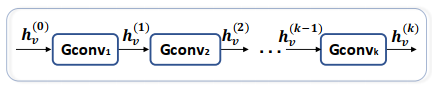 h_v^{(0)} Gconv₁ h_v^{(1)} Gconv₂ h_v^{(2)} ... h_v^{(k-1)} Gconvₖ h_v^{(k)}